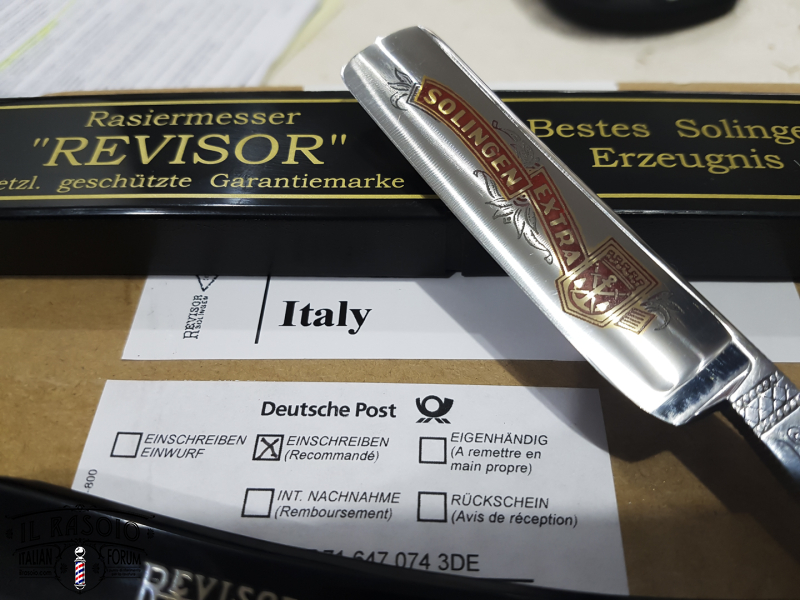 Rasiermesser
"REVISOR"
etzl. geschützte Garantiemarke
Bestes Solinge
Erzeugnis
SOLINGEN
EXTRA
REVISOR
SOLINGEN
Italy
Deutsche Post
EINSCHREIBEN
EINWURF
EINSCHREIBEN
(Recommandé)
EIGENHÄNDIG
(A remettre en
main propre)
INT. NACHNAHME
(Remboursement)
RÜCKSCHEIN
(Avis de réception)
-800
71 647 074 3DE
IL RASOIO
ITALIAN FORUM
REVISOR